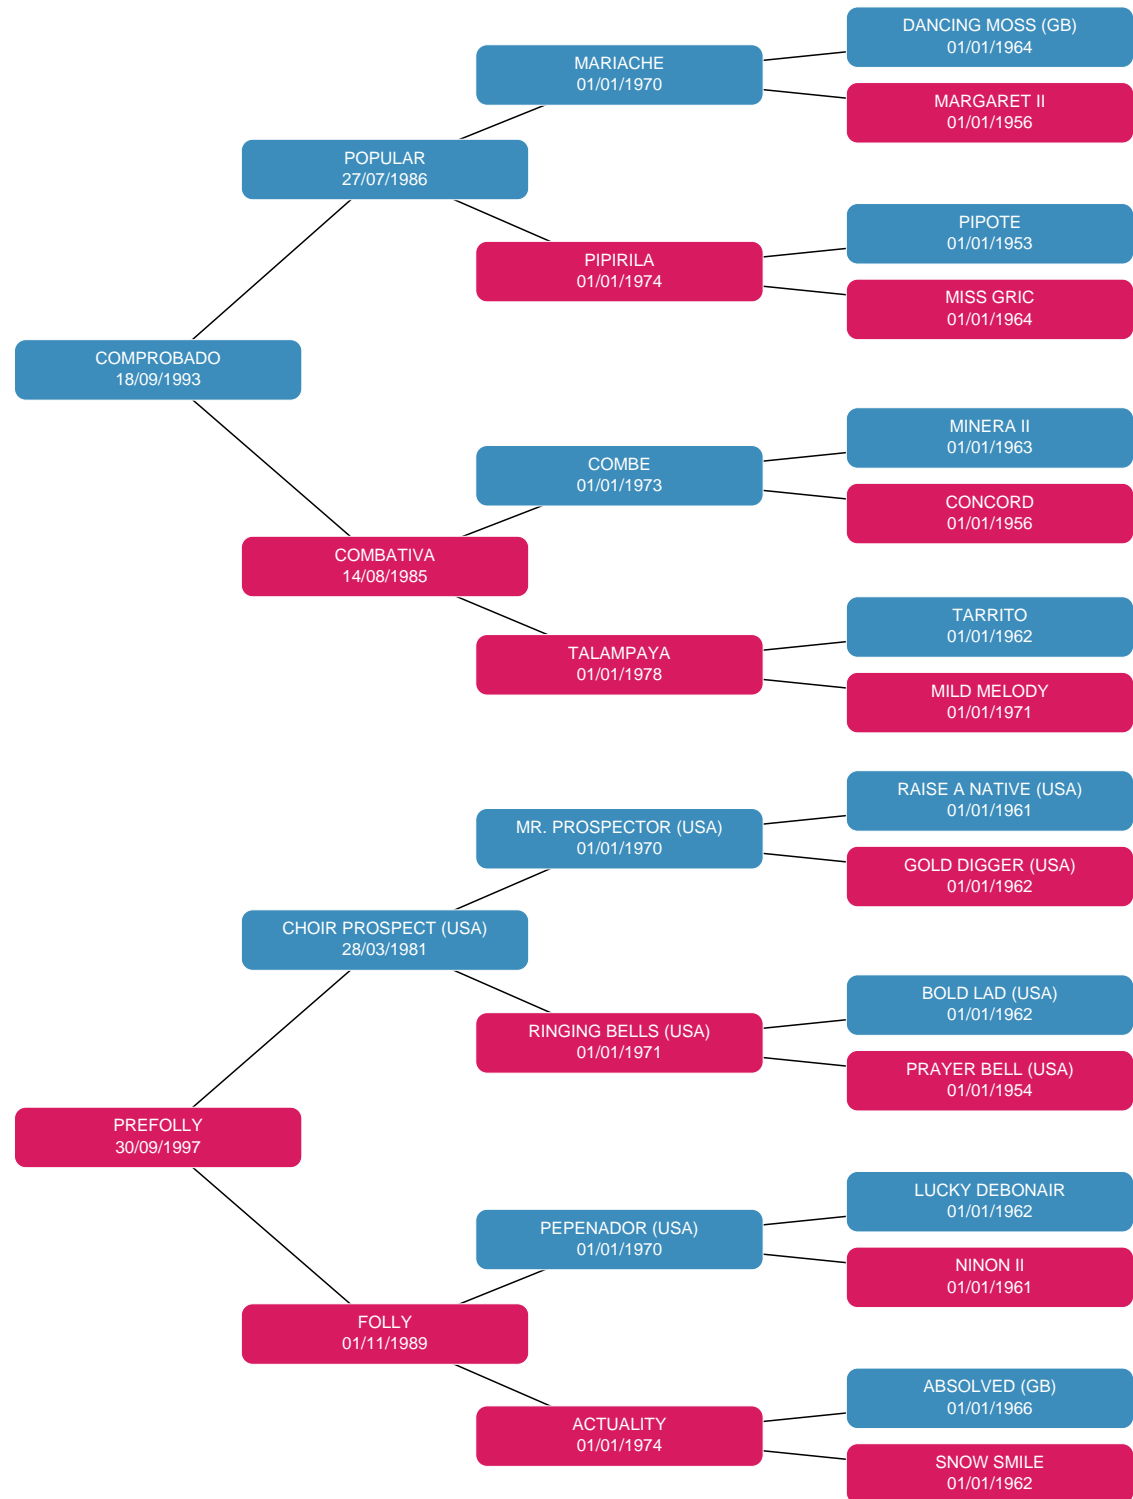 DANCING MOSS (GB)
01/01/1964
MARIACHE
01/01/1970
MARGARET II
01/01/1956
POPULAR
27/07/1986
PIPOTE
01/01/1953
PIPIRILA
01/01/1974
MISS GRIC
01/01/1964
COMPROBADO
18/09/1993
MINERA II
01/01/1963
COMBE
01/01/1973
CONCORD
01/01/1956
COMBATIVA
14/08/1985
TARRITO
01/01/1962
TALAMPAYA
01/01/1978
MILD MELODY
01/01/1971
RAISE A NATIVE (USA)
01/01/1961
MR. PROSPECTOR (USA)
01/01/1970
GOLD DIGGER (USA)
01/01/1962
CHOIR PROSPECT (USA)
28/03/1981
BOLD LAD (USA)
01/01/1962
RINGING BELLS (USA)
01/01/1971
PRAYER BELL (USA)
01/01/1954
PREFOLLY
30/09/1997
LUCKY DEBONAIR
01/01/1962
PEPENADOR (USA)
01/01/1970
NINON II
01/01/1961
FOLLY
01/11/1989
ABSOLVED (GB)
01/01/1966
ACTUALITY
01/01/1974
SNOW SMILE
01/01/1962